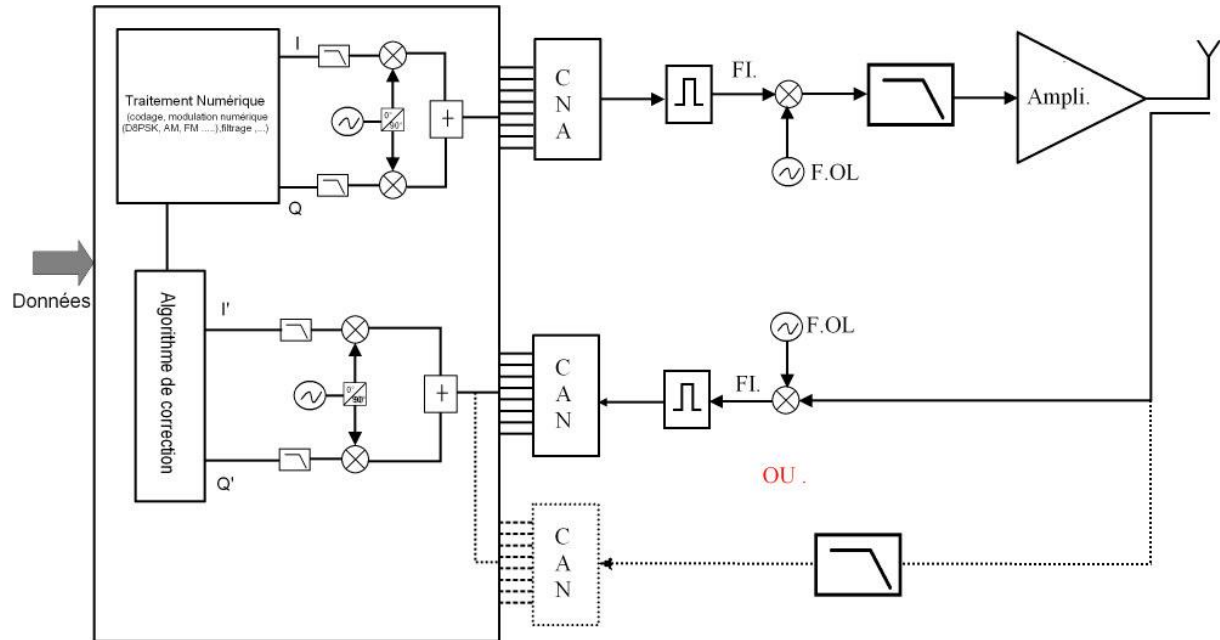 I
Traitement Numérique
(codage, modulation numérique
(D8PSK, AM, FM .....),filtrage ,...)
0°
90°
+
Q
C
N
A
FI.
F.OL
Ampli.
Données
Algorithme de correction
I'
0°
90°
+
Q'
C
A
N
FI.
F.OL
OU .
C
A
N